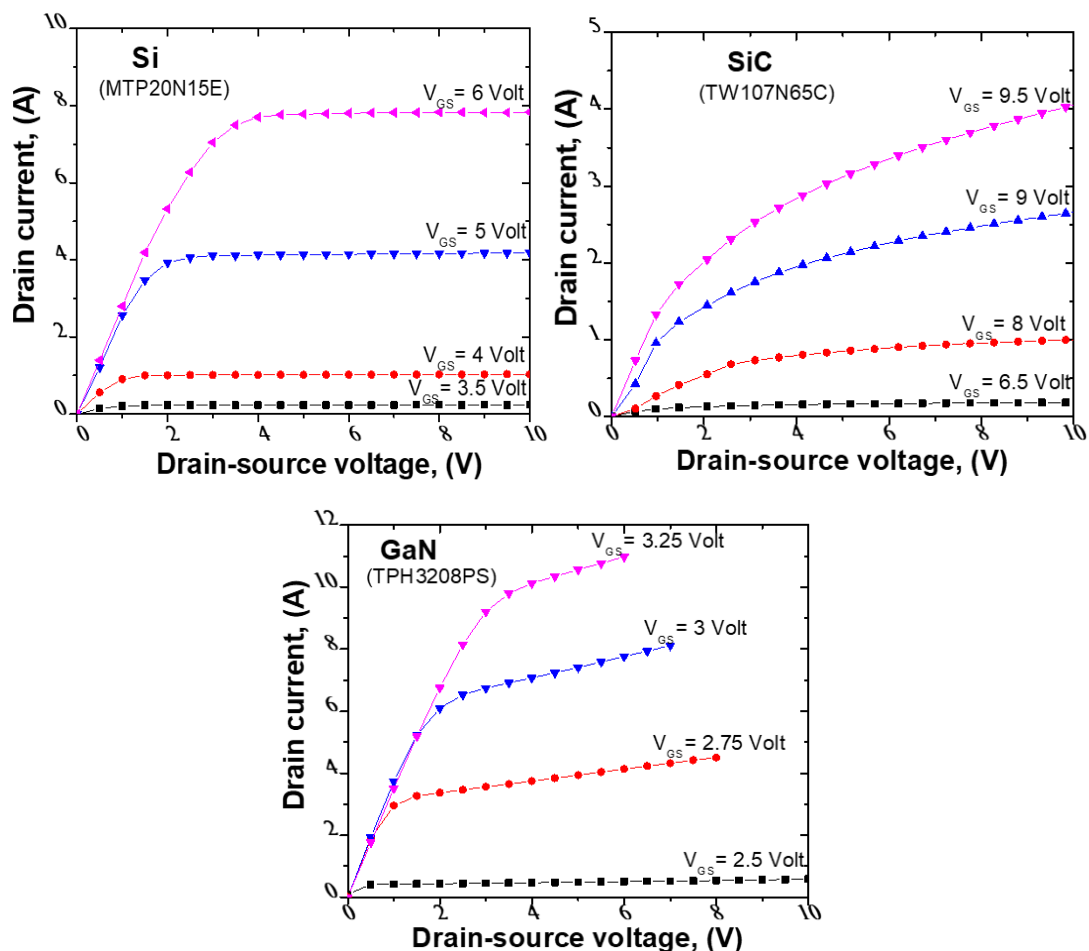 Si
(MTP20N15E)
V_GS = 6 Volt
V_GS = 5 Volt
V_GS = 4 Volt
V_GS = 3.5 Volt
Drain current, (A)
10
8
6
4
2
0
0 2 4 6 8 10
Drain-source voltage, (V)
SiC
(TW107N65C)
V_GS = 9.5 Volt
V_GS = 9 Volt
V_GS = 8 Volt
V_GS = 6.5 Volt
Drain current, (A)
5
4
3
2
1
0
0 2 4 6 8 10
Drain-source voltage, (V)
GaN
(TPH3208PS)
V_GS = 3.25 Volt
V_GS = 3 Volt
V_GS = 2.75 Volt
V_GS = 2.5 Volt
Drain current, (A)
12
10
8
6
4
2
0
0 2 4 6 8 10
Drain-source voltage, (V)